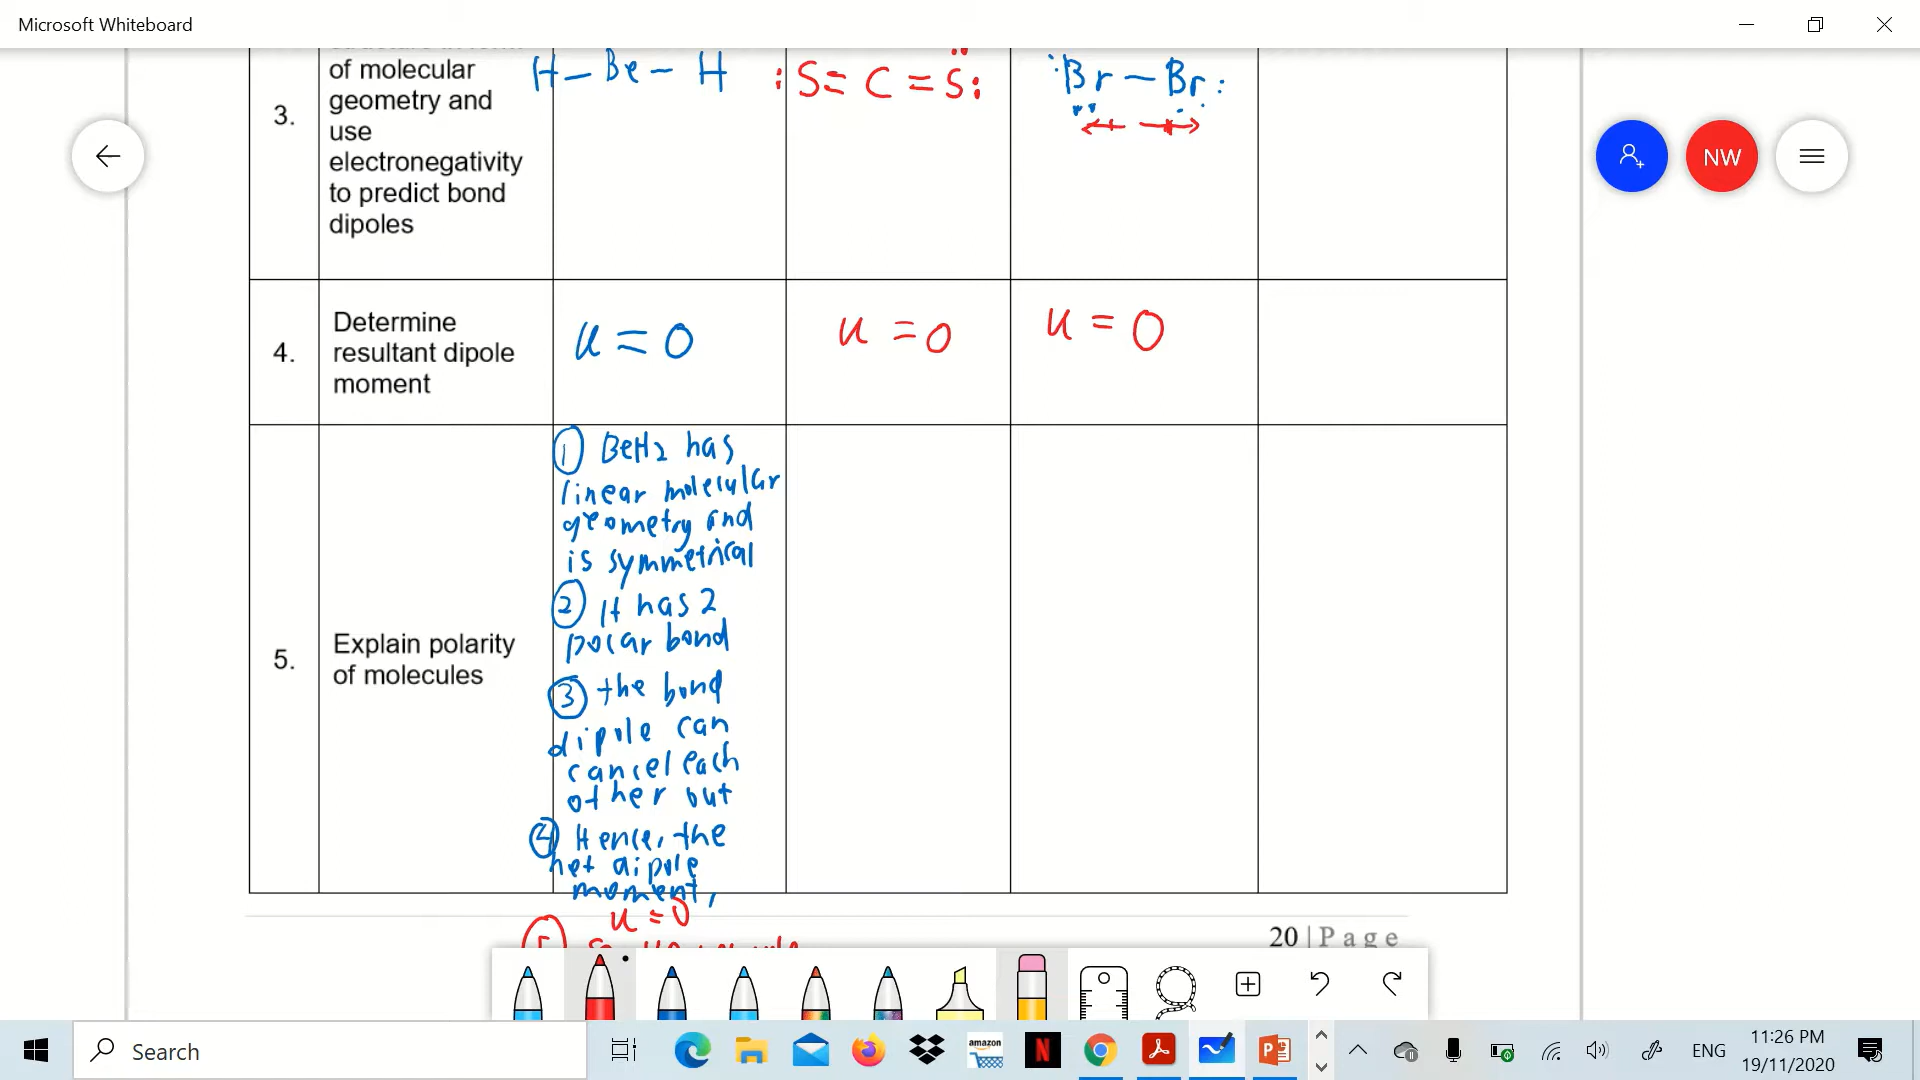 Microsoft Whiteboard
3.
of molecular
geometry and
use
electronegativity
to predict bond
dipoles
H – Be – H
:S = C = S:
:Br – Br:
NW
4.
Determine
resultant dipole
moment
u = 0
u = 0
u = 0
5.
Explain polarity
of molecules
① BeH2 has
linear molecular
geometry and
is symmetrical
② It has 2
polar bond
③ the bond
dipole can
cancel each
other out
④ Hence, the
net dipole
moment,
u = 0
20 | Page
Search
amazon
N
P
ENG
11:26 PM
19/11/2020